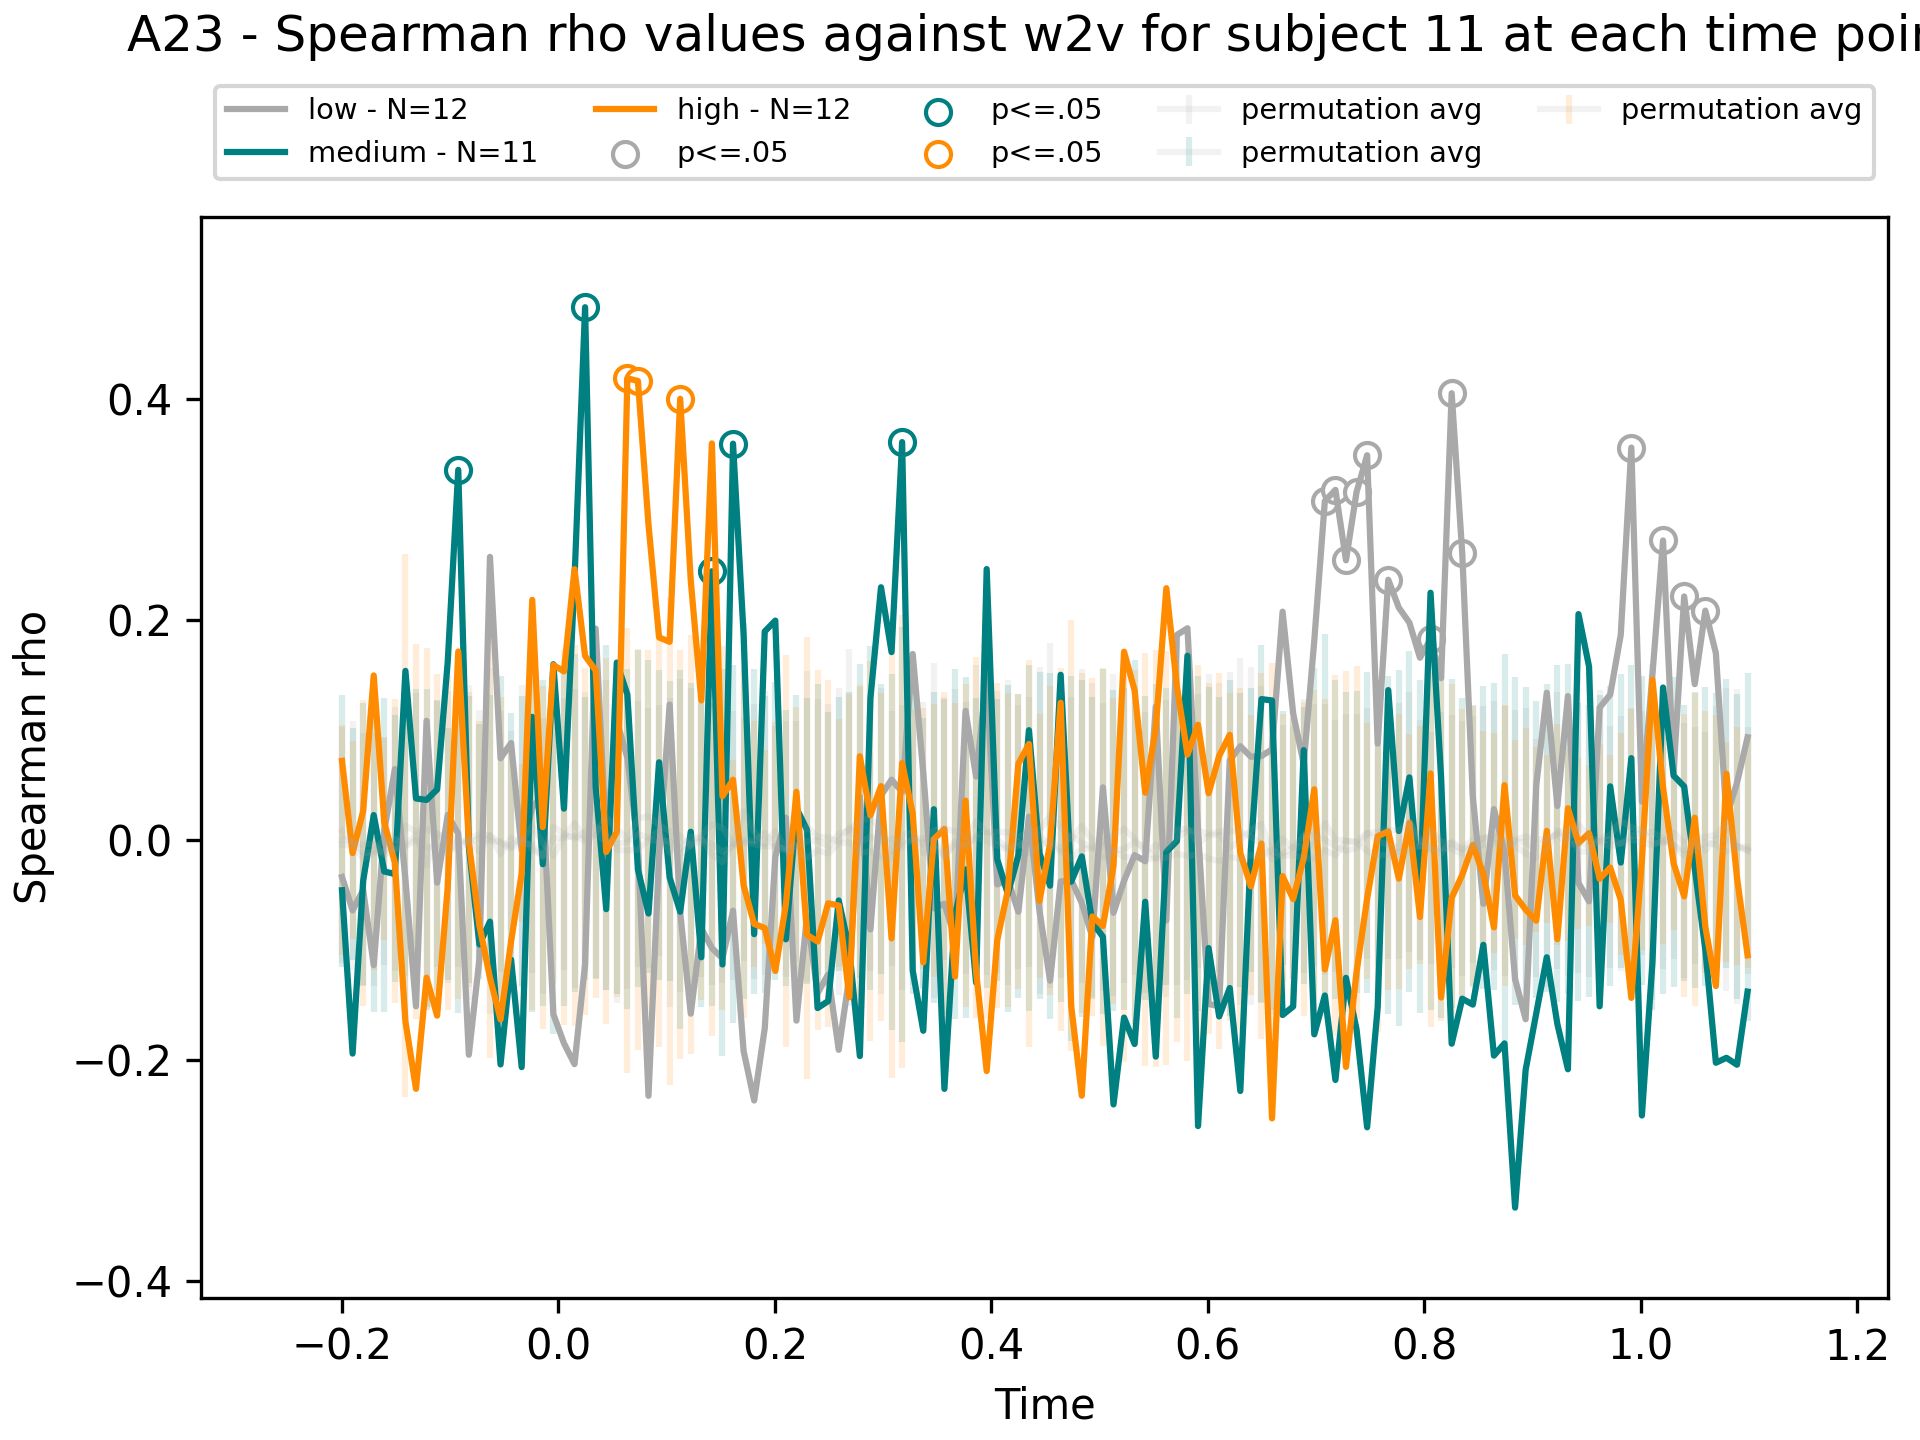 A23 - Spearman rho values against w2v for subject 11 at each time poi
low - N=12
medium - N=11
high - N=12
p<=.05
p<=.05
p<=.05
permutation avg
permutation avg
permutation avg
Spearman rho
0.4
0.2
0.0
−0.2
−0.4
−0.2 0.0 0.2 0.4 0.6 0.8 1.0 1.2
Time